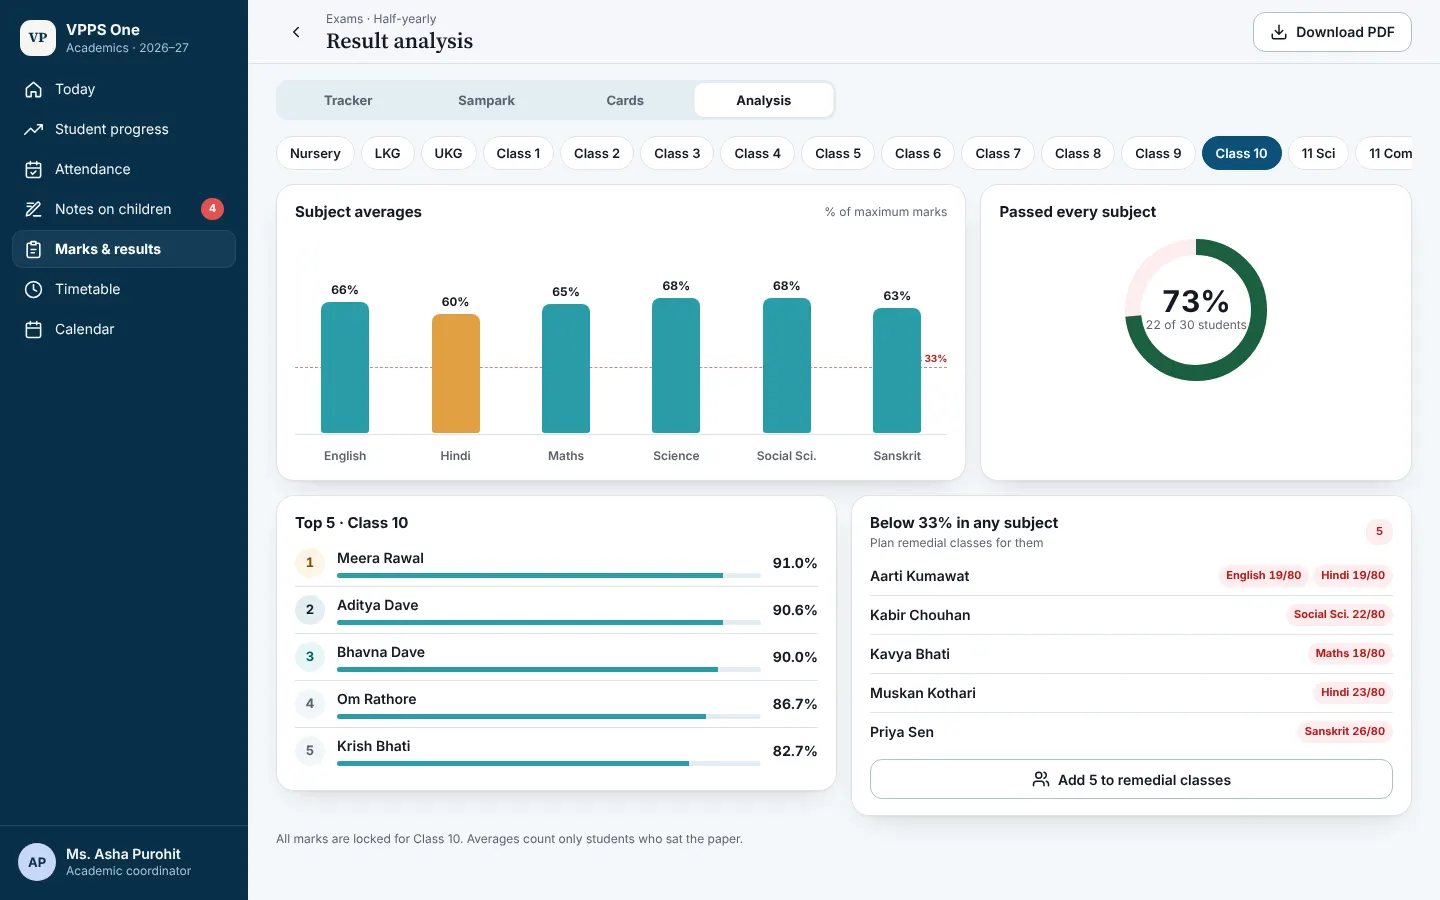 VP
VPPS One
Academics · 2026–27
Today
Student progress
Attendance
Notes on children
4
Marks & results
Timetable
Calendar
AP
Ms. Asha Purohit
Academic coordinator
Exams · Half-yearly
Result analysis
Download PDF
Tracker
Sampark
Cards
Analysis
Nursery
LKG
UKG
Class 1
Class 2
Class 3
Class 4
Class 5
Class 6
Class 7
Class 8
Class 9
Class 10
11 Sci
11 Com
Subject averages
% of maximum marks
66%
60%
65%
68%
68%
63%
33%
English
Hindi
Maths
Science
Social Sci.
Sanskrit
Passed every subject
73%
22 of 30 students
Top 5 · Class 10
1
Meera Rawal
91.0%
2
Aditya Dave
90.6%
3
Bhavna Dave
90.0%
4
Om Rathore
86.7%
5
Krish Bhati
82.7%
Below 33% in any subject
Plan remedial classes for them
5
Aarti Kumawat
English 19/80
Hindi 19/80
Kabir Chouhan
Social Sci. 22/80
Kavya Bhati
Maths 18/80
Muskan Kothari
Hindi 23/80
Priya Sen
Sanskrit 26/80
Add 5 to remedial classes
All marks are locked for Class 10. Averages count only students who sat the paper.